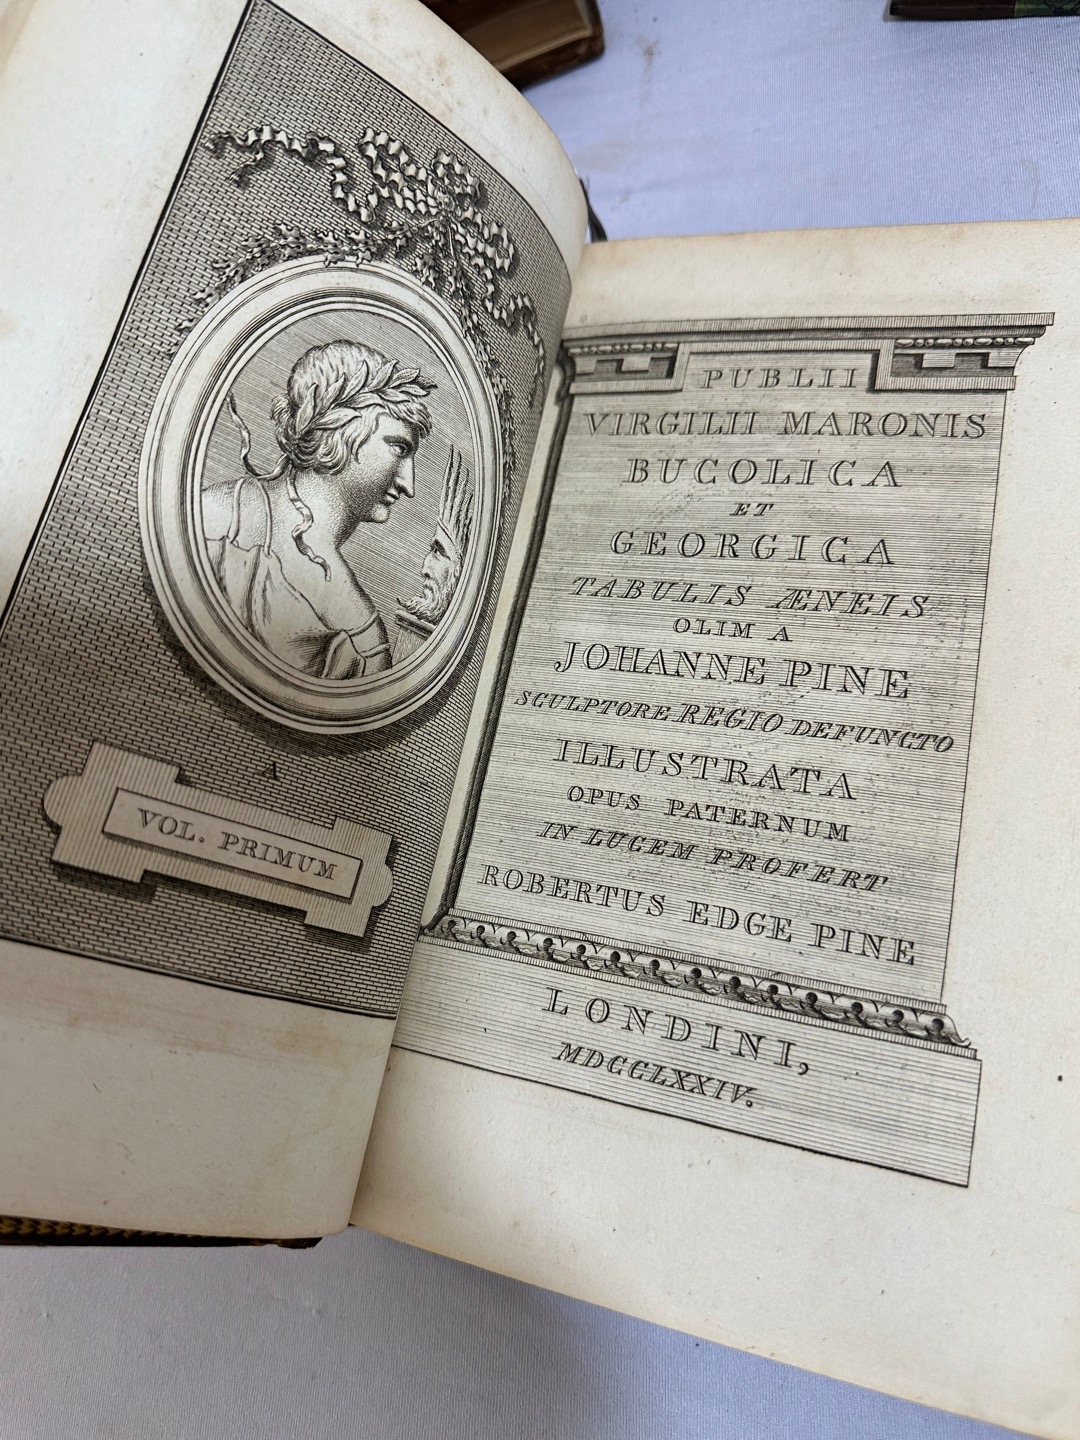 A
VOL. PRIMUM
PUBLII
VIRGILII MARONIS
BUCOLICA
ET
GEORGICA
TABULIS ÆNEIS
OLIM A
JOHANNE PINE
SCULPTORE REGIO DEFUNCTO
ILLUSTRATA
OPUS PATERNUM
IN LUCEM PROFERT
ROBERTUS EDGE PINE
LONDINI,
MDCCLXXIV.